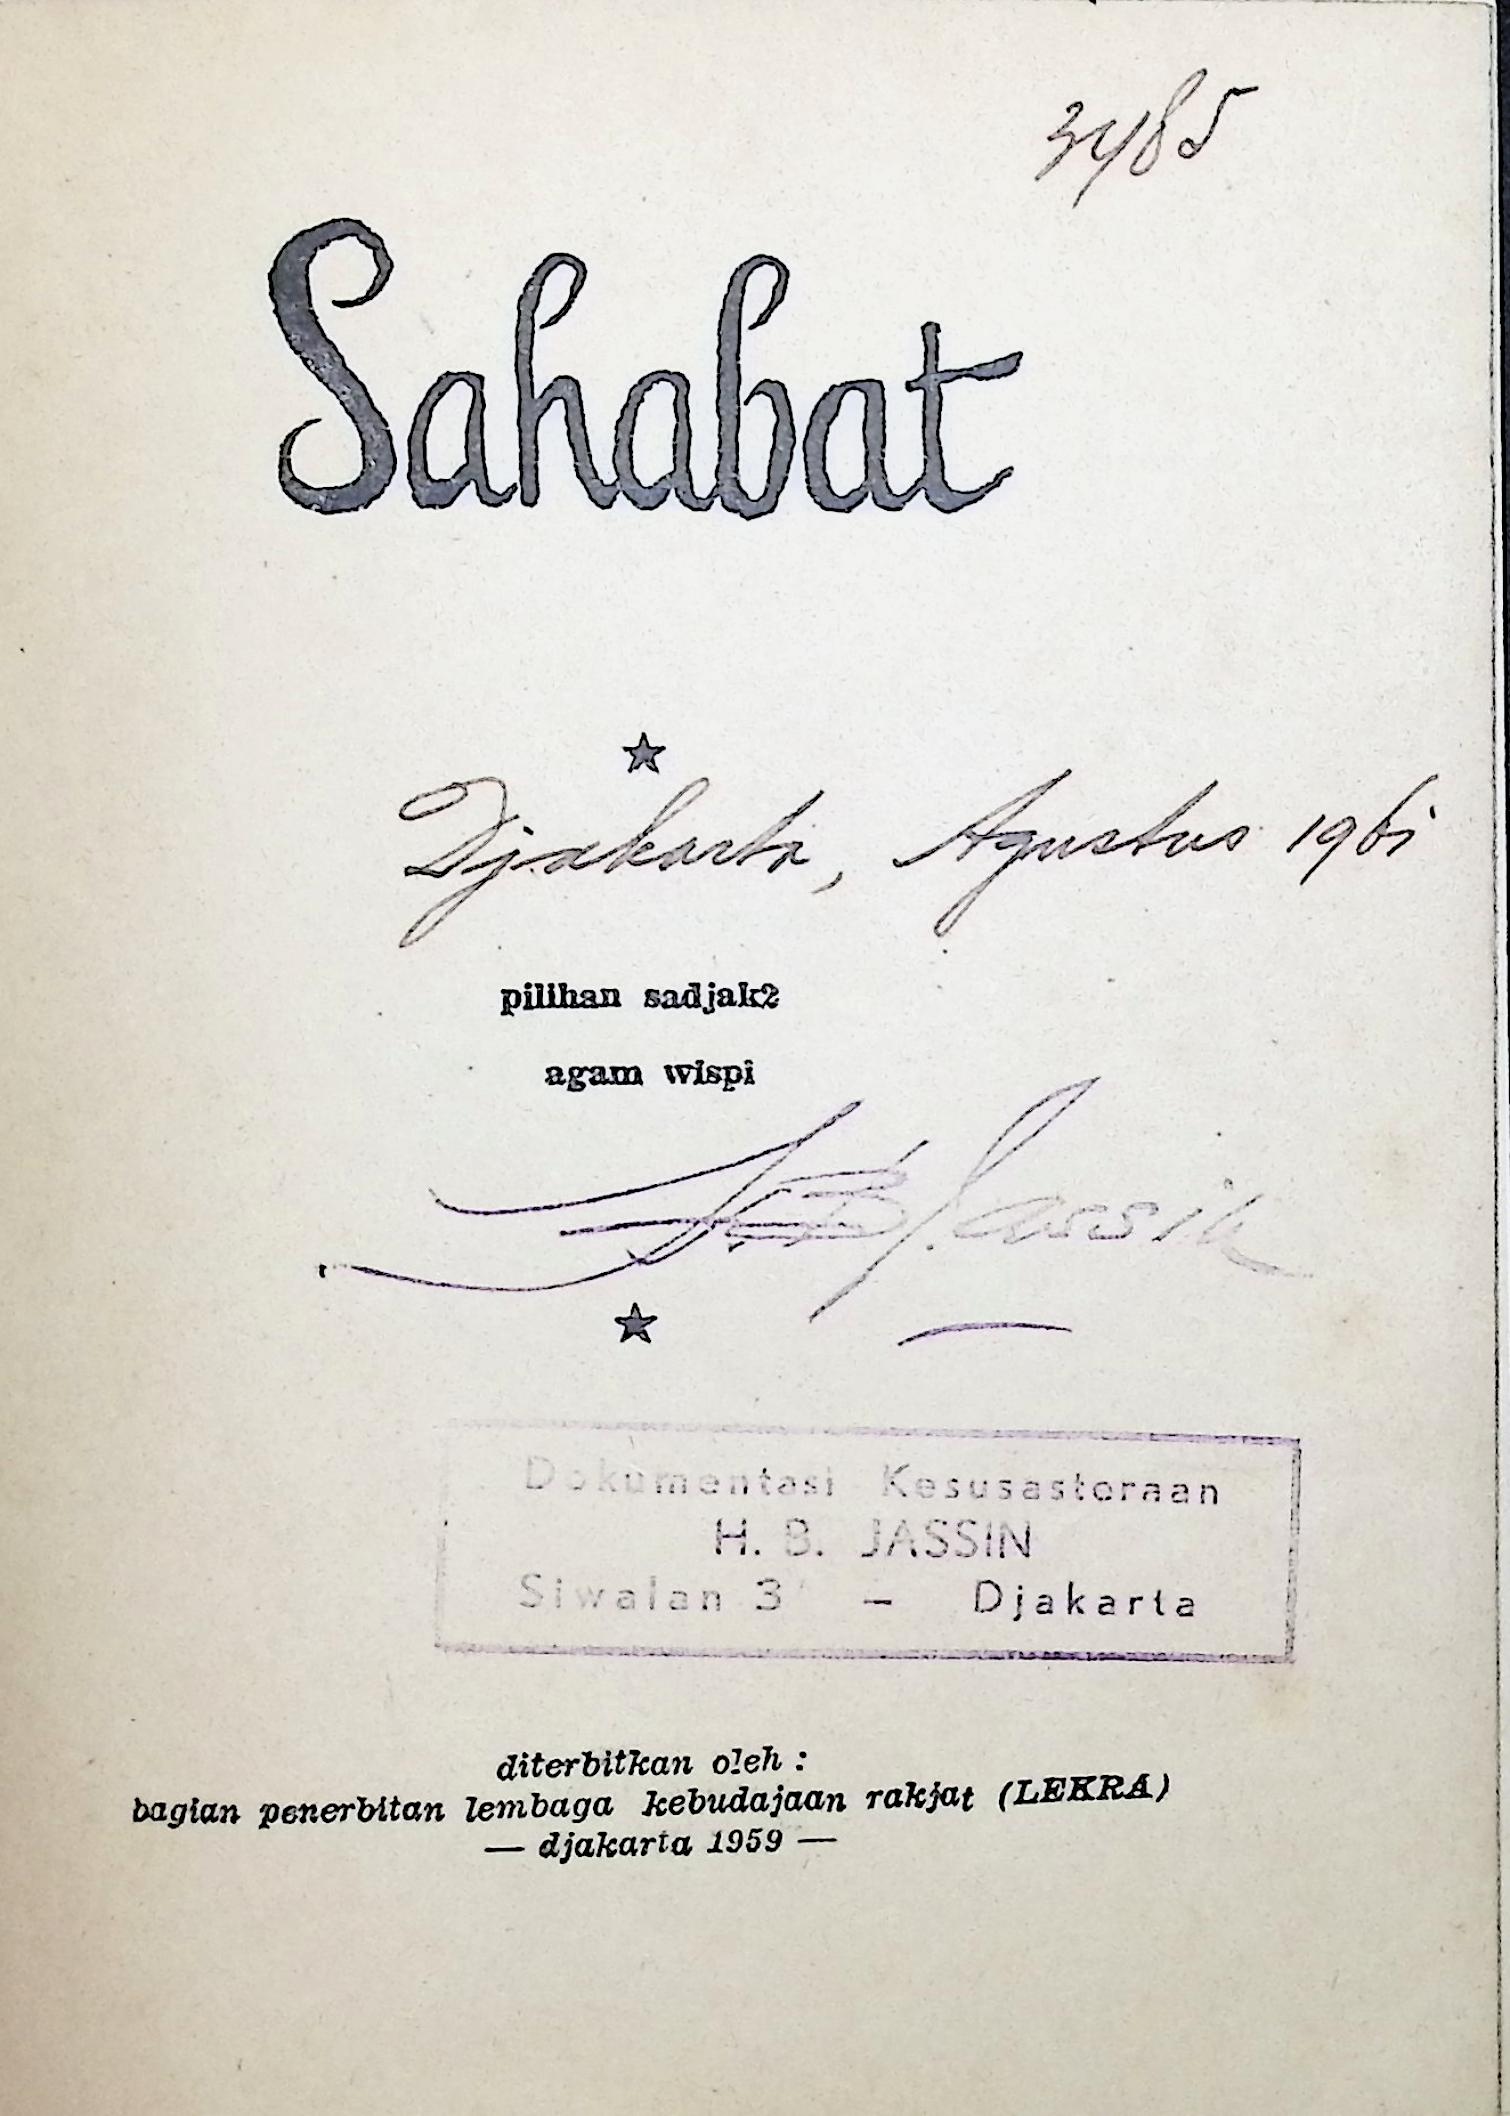 3485
Sahabat
Djakarta, Agustus 1961
pilihan sadjak2
agam wispi
H.B. Jassin
Dokumentasi Kesusasteraan
H. B. JASSIN
Siwalan 3 – Djakarta
diterbitkan oleh :
bagian penerbitan lembaga kebudajaan rakjat (LEKRA)
— djakarta 1959 —